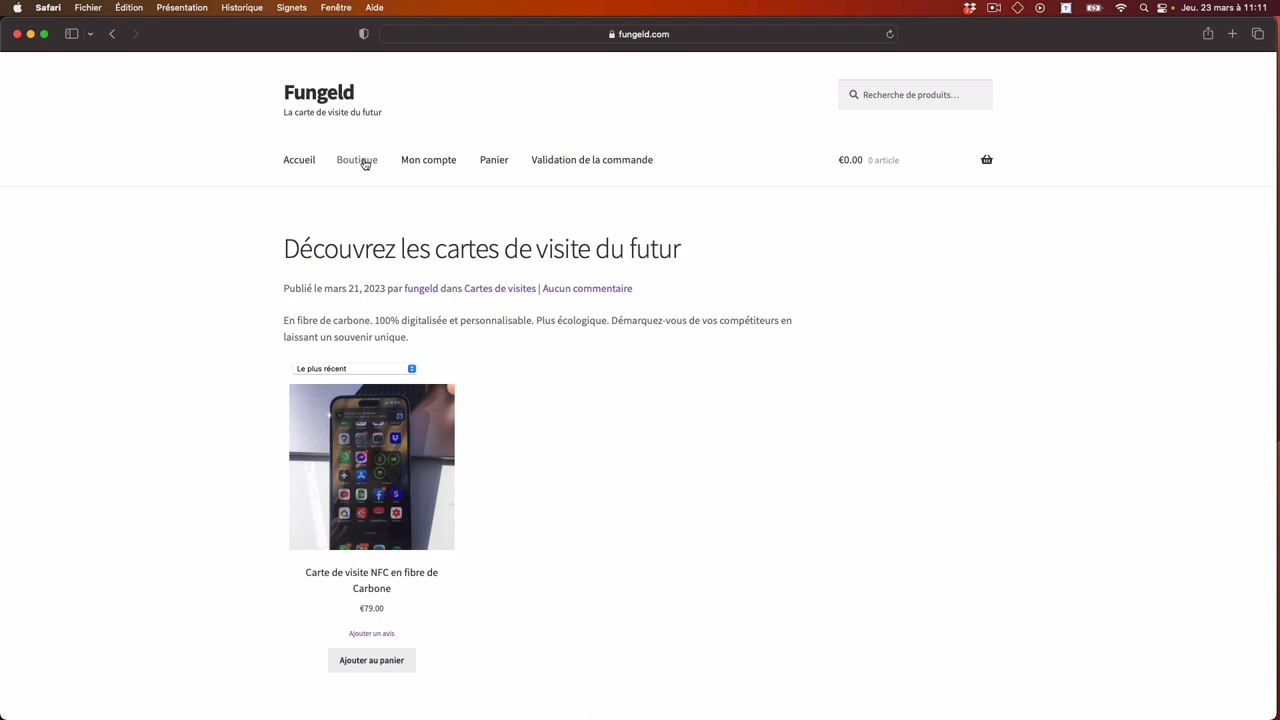 Safari Fichier Édition Présentation Historique Signets Fenêtre Aide
Jeu. 23 mars à 11:11
fungeld.com
Fungeld
La carte de visite du futur
Recherche de produits…
Accueil Boutique Mon compte Panier Validation de la commande
€0.00 0 article
Découvrez les cartes de visite du futur
Publié le mars 21, 2023 par fungeld dans Cartes de visites | Aucun commentaire
En fibre de carbone. 100% digitalisée et personnalisable. Plus écologique. Démarquez-vous de vos compétiteurs en
laissant un souvenir unique.
Le plus récent
Carte de visite NFC en fibre de
Carbone
€79.00
Ajouter un avis
Ajouter au panier